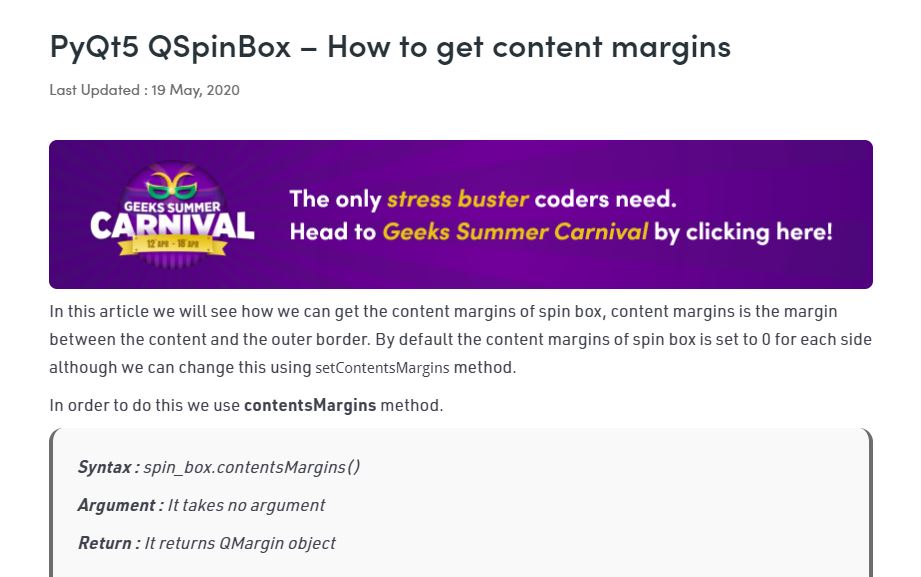 PyQt5 QSpinBox – How to get content margins
Last Updated : 19 May, 2020
GEEKS SUMMER
CARNIVAL
12 APR - 18 APR
The only stress buster coders need.
Head to Geeks Summer Carnival by clicking here!
In this article we will see how we can get the content margins of spin box, content margins is the margin
between the content and the outer border. By default the content margins of spin box is set to 0 for each side
although we can change this using setContentsMargins method.
In order to do this we use contentsMargins method.
Syntax : spin_box.contentsMargins()
Argument : It takes no argument
Return : It returns QMargin object